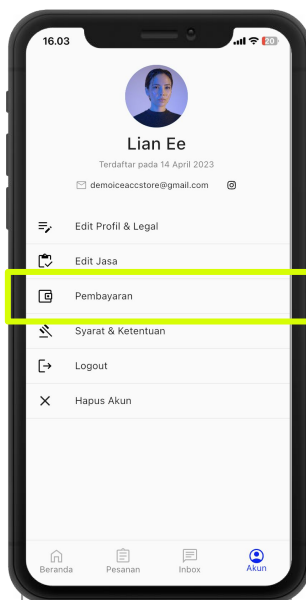 16.03
20
Lian Ee
Terdaftar pada 14 April 2023
demoiceaccstore@gmail.com
Edit Profil & Legal
Edit Jasa
Pembayaran
Syarat & Ketentuan
Logout
Hapus Akun
Beranda Pesanan Inbox Akun